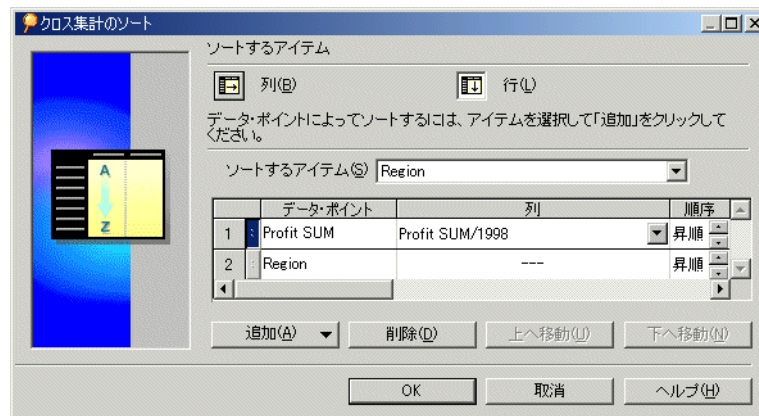 クロス集計のソート
ソートするアイテム
列(B)
行(L)
データ・ポイントによってソートするには、アイテムを選択して「追加」をクリックして
ください。
ソートするアイテム(S) Region
データ・ポイント 列 順序
1 Profit SUM Profit SUM/1998 昇順
2 Region --- 昇順
A
Z
追加(A) 削除(D) 上へ移動(U) 下へ移動(N)
OK 取消 ヘルプ(H)